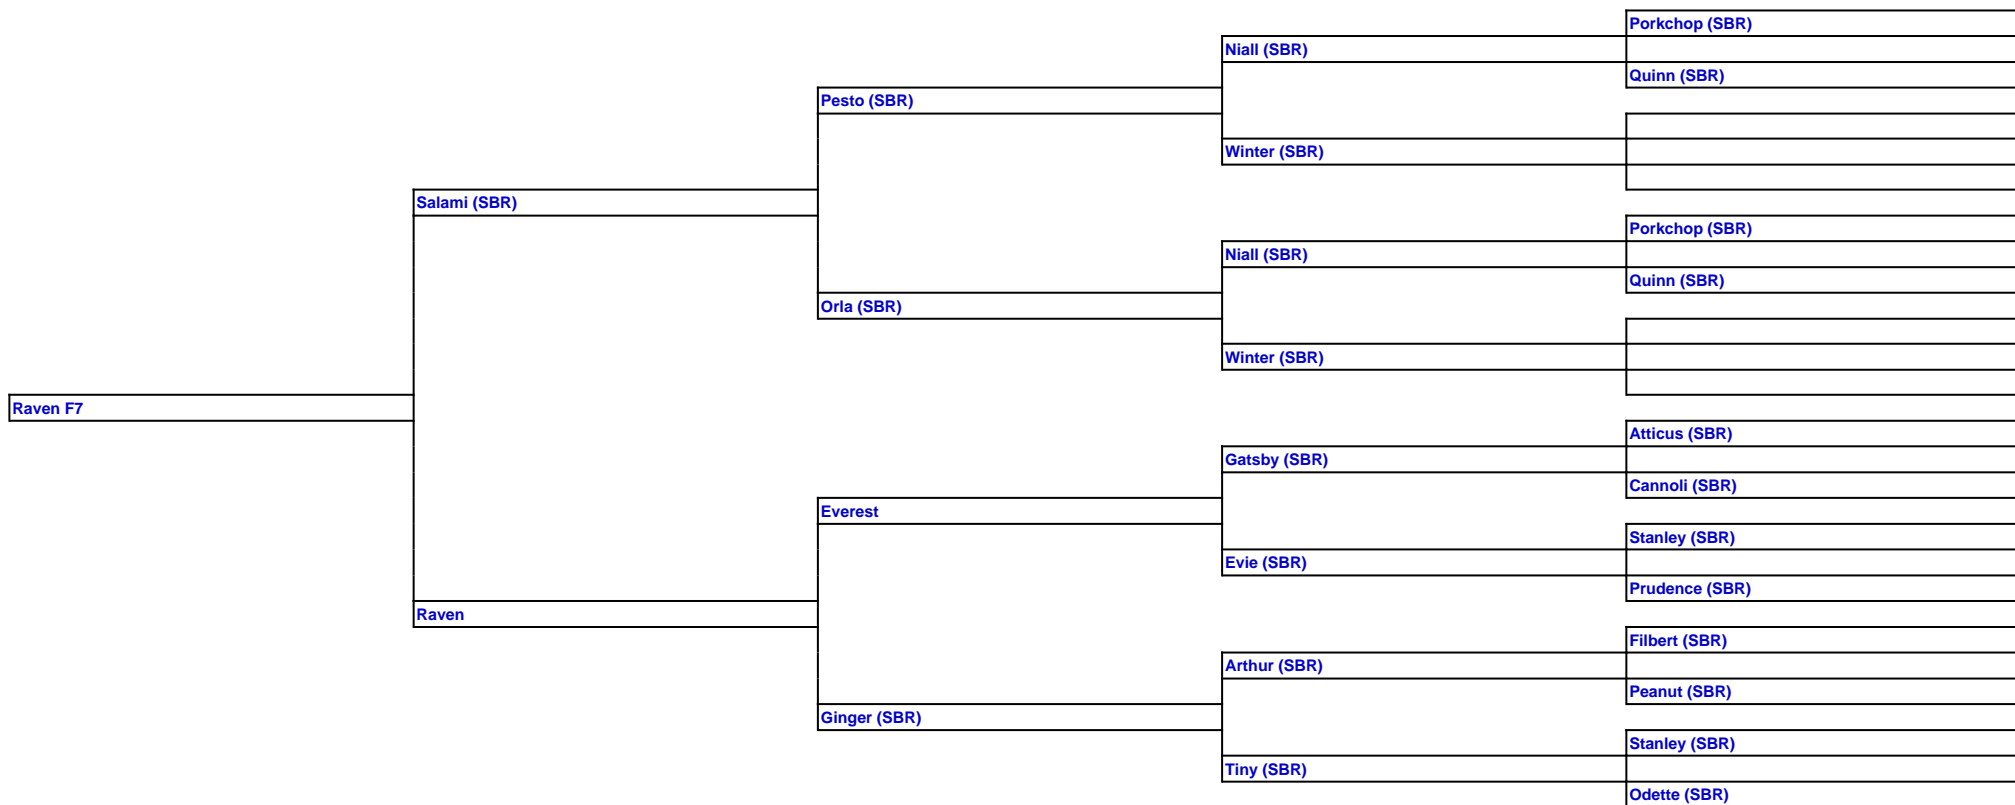 Porkchop (SBR)
Niall (SBR)
Quinn (SBR)
Pesto (SBR)
Winter (SBR)
Salami (SBR)
Porkchop (SBR)
Niall (SBR)
Quinn (SBR)
Orla (SBR)
Winter (SBR)
Raven F7
Atticus (SBR)
Gatsby (SBR)
Cannoli (SBR)
Everest
Stanley (SBR)
Evie (SBR)
Prudence (SBR)
Raven
Filbert (SBR)
Arthur (SBR)
Peanut (SBR)
Ginger (SBR)
Stanley (SBR)
Tiny (SBR)
Odette (SBR)